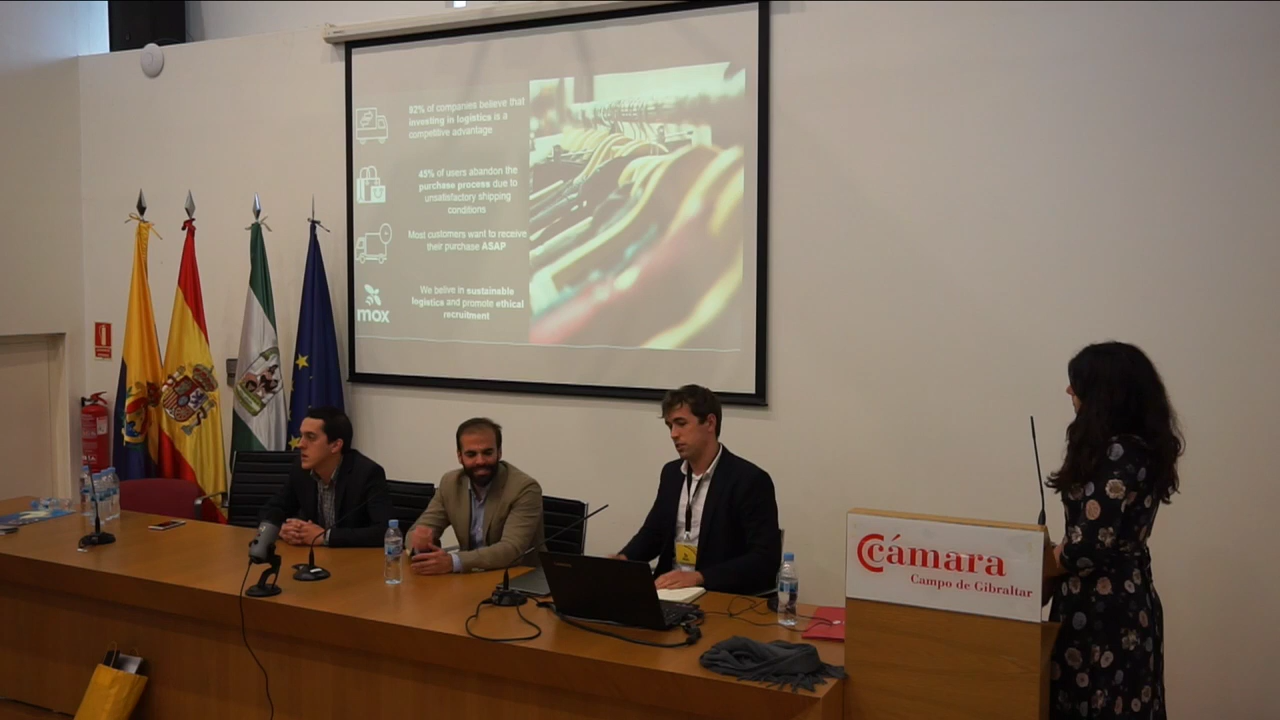 92% of companies believe that
investing in logistics is a
competitive advantage
45% of users abandon the
purchase process due to
unsatisfactory shipping
conditions
Most customers want to receive
their purchase ASAP
We belive in sustainable
logistics and promote ethical
recruitment
mox
cámara
Campo de Gibraltar